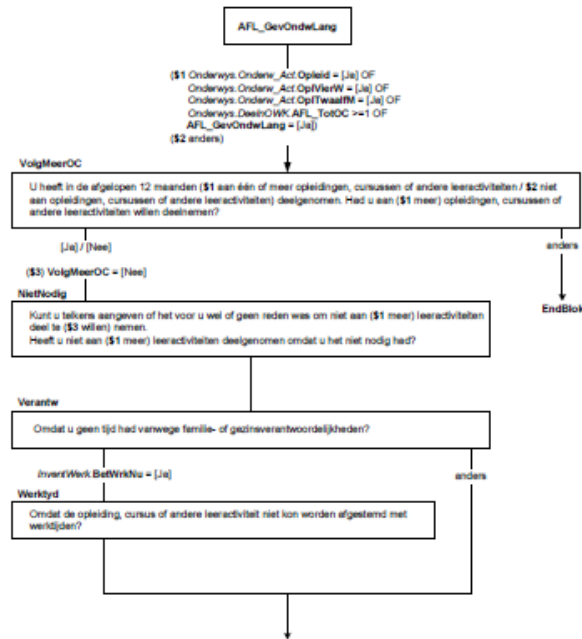 AFL_GevOndwLang
($1 Onderwys.Onderw_Act.Opleid = [Ja] OF
Onderwys.Onderw_Act.OplVierW = [Ja] OF
Onderwys.Onderw_Act.OplTwaalfM = [Ja] OF
Onderwys.DeelnOWK.AFL_TotOC >=1 OF
AFL_GevOndwLang = [Ja])
($2 anders)
VolgMeerOC
U heeft in de afgelopen 12 maanden ($1 aan één of meer opleidingen, cursussen of andere leeractiviteiten / $2 niet
aan opleidingen, cursussen of andere leeractiviteiten) deelgenomen. Had u aan ($1 meer) opleidingen, cursussen of
andere leeractiviteiten willen deelnemen?
[Ja] / [Nee]
anders
($3) VolgMeerOC = [Nee]
NietNodig
EndBlok
Kunt u telkens aangeven of het voor u wel of geen reden was om niet aan ($1 meer) leeractiviteiten
deel te ($3 willen) nemen.
Heeft u niet aan ($1 meer) leeractiviteiten deelgenomen omdat u het niet nodig had?
Verantw
Omdat u geen tijd had vanwege familie- of gezinsverantwoordelijkheden?
InventWerk.BetWrkNu = [Ja]
anders
Werktyd
Omdat de opleiding, cursus of andere leeractiviteit niet kon worden afgestemd met
werktijden?